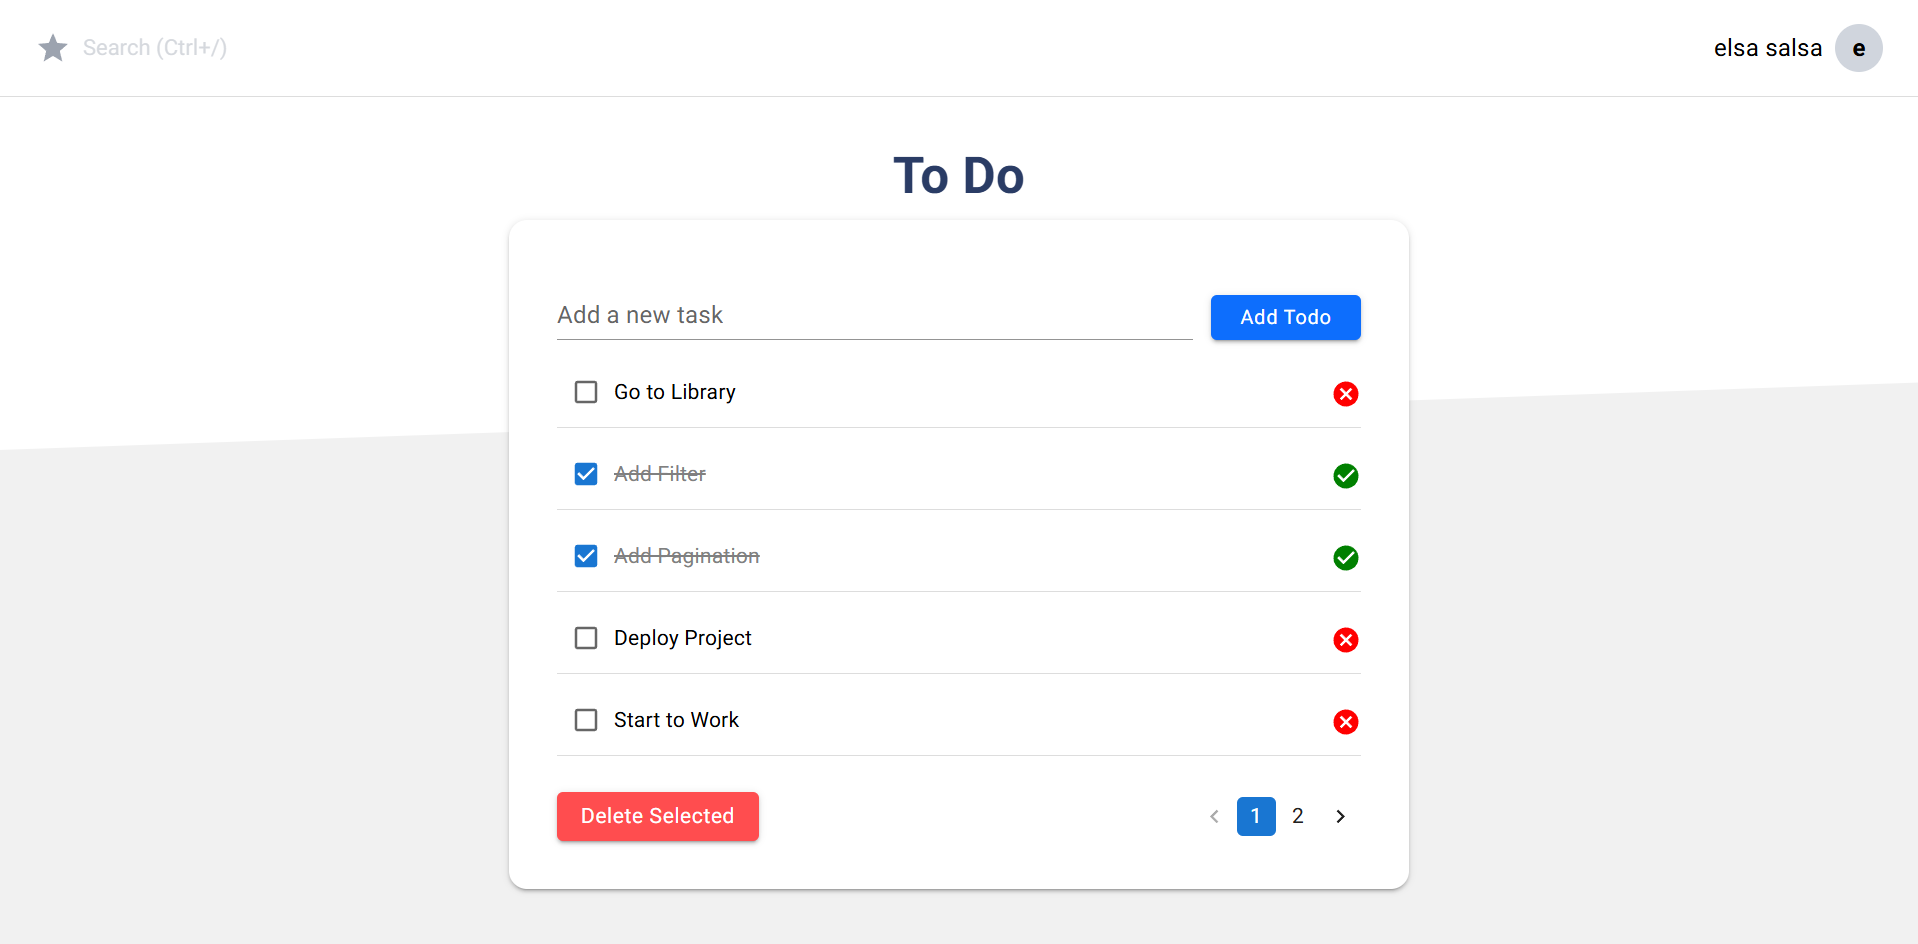 Search (Ctrl+/)
elsa salsa e
To Do
Add a new task
Add Todo
Go to Library
Add Filter
Add Pagination
Deploy Project
Start to Work
Delete Selected
1 2